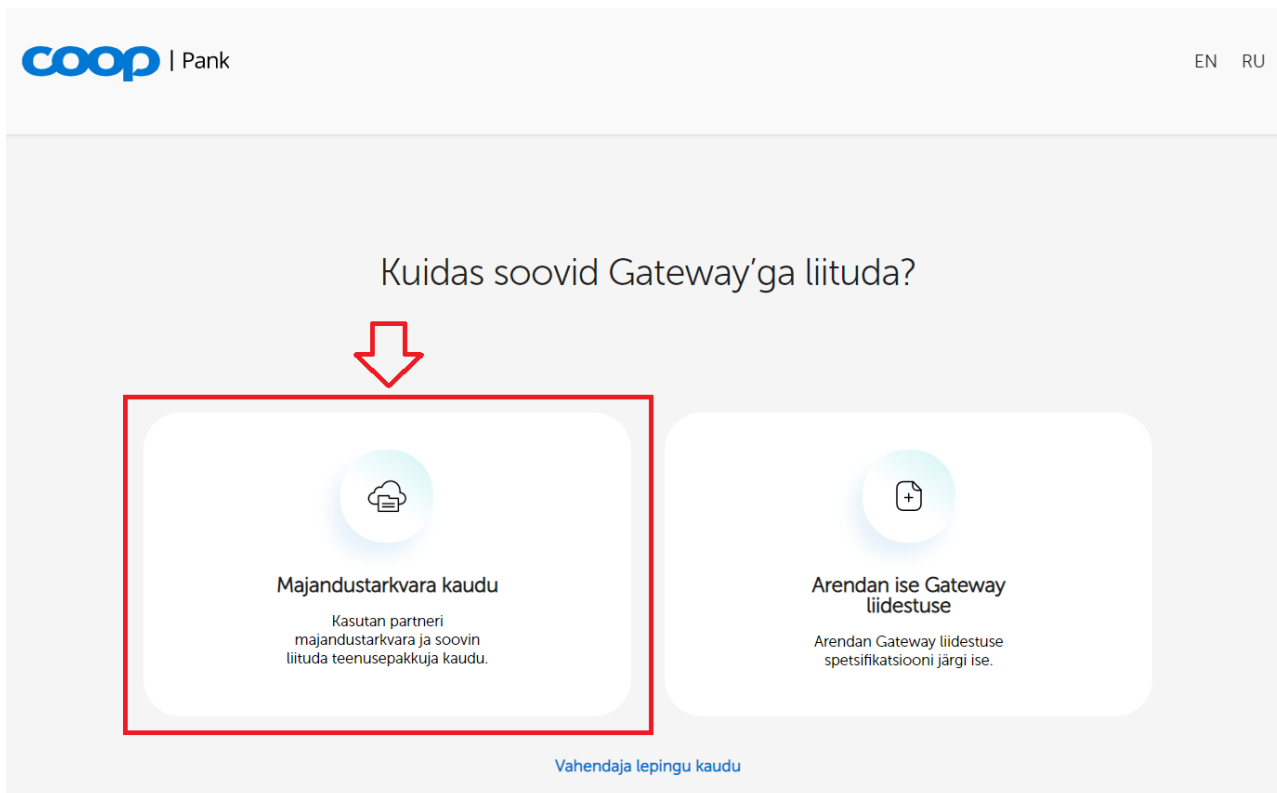 coop | Pank
EN RU
Kuidas soovid Gateway’ga liituda?
Majandustarkvara kaudu
Kasutan partneri
majandustarkvara ja soovin
liituda teenusepakkuja kaudu.
Arendan ise Gateway
liidestuse
Arendan Gateway liidestuse
spetsifikatsiooni järgi ise.
Vahendaja lepingu kaudu